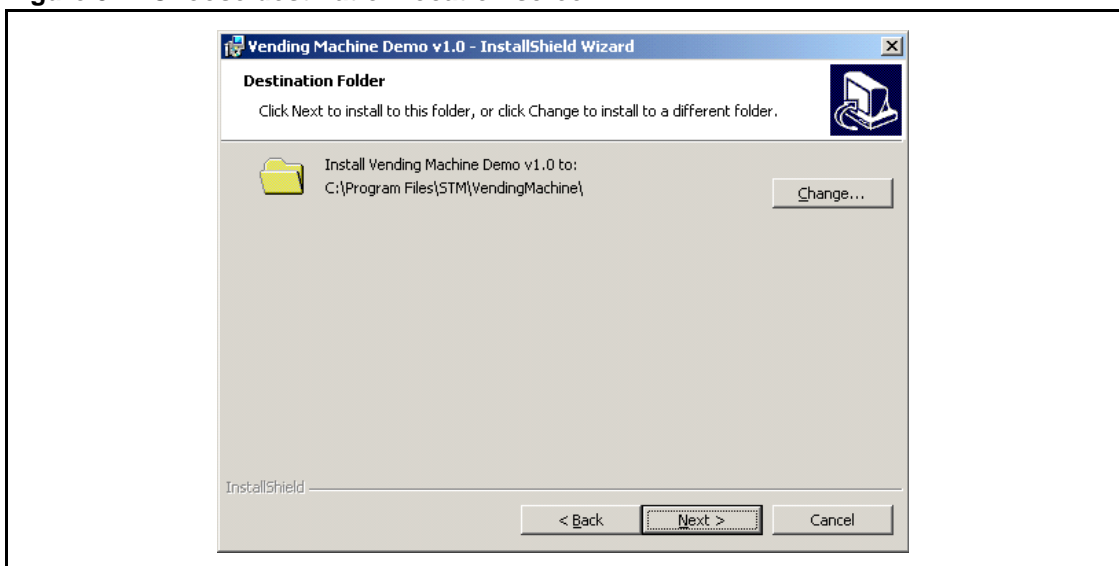 Vending Machine Demo v1.0 - InstallShield Wizard
Destination Folder
Click Next to install to this folder, or click Change to install to a different folder.
Install Vending Machine Demo v1.0 to:
C:\Program Files\STM\VendingMachine\
Change...
InstallShield
< Back Next > Cancel